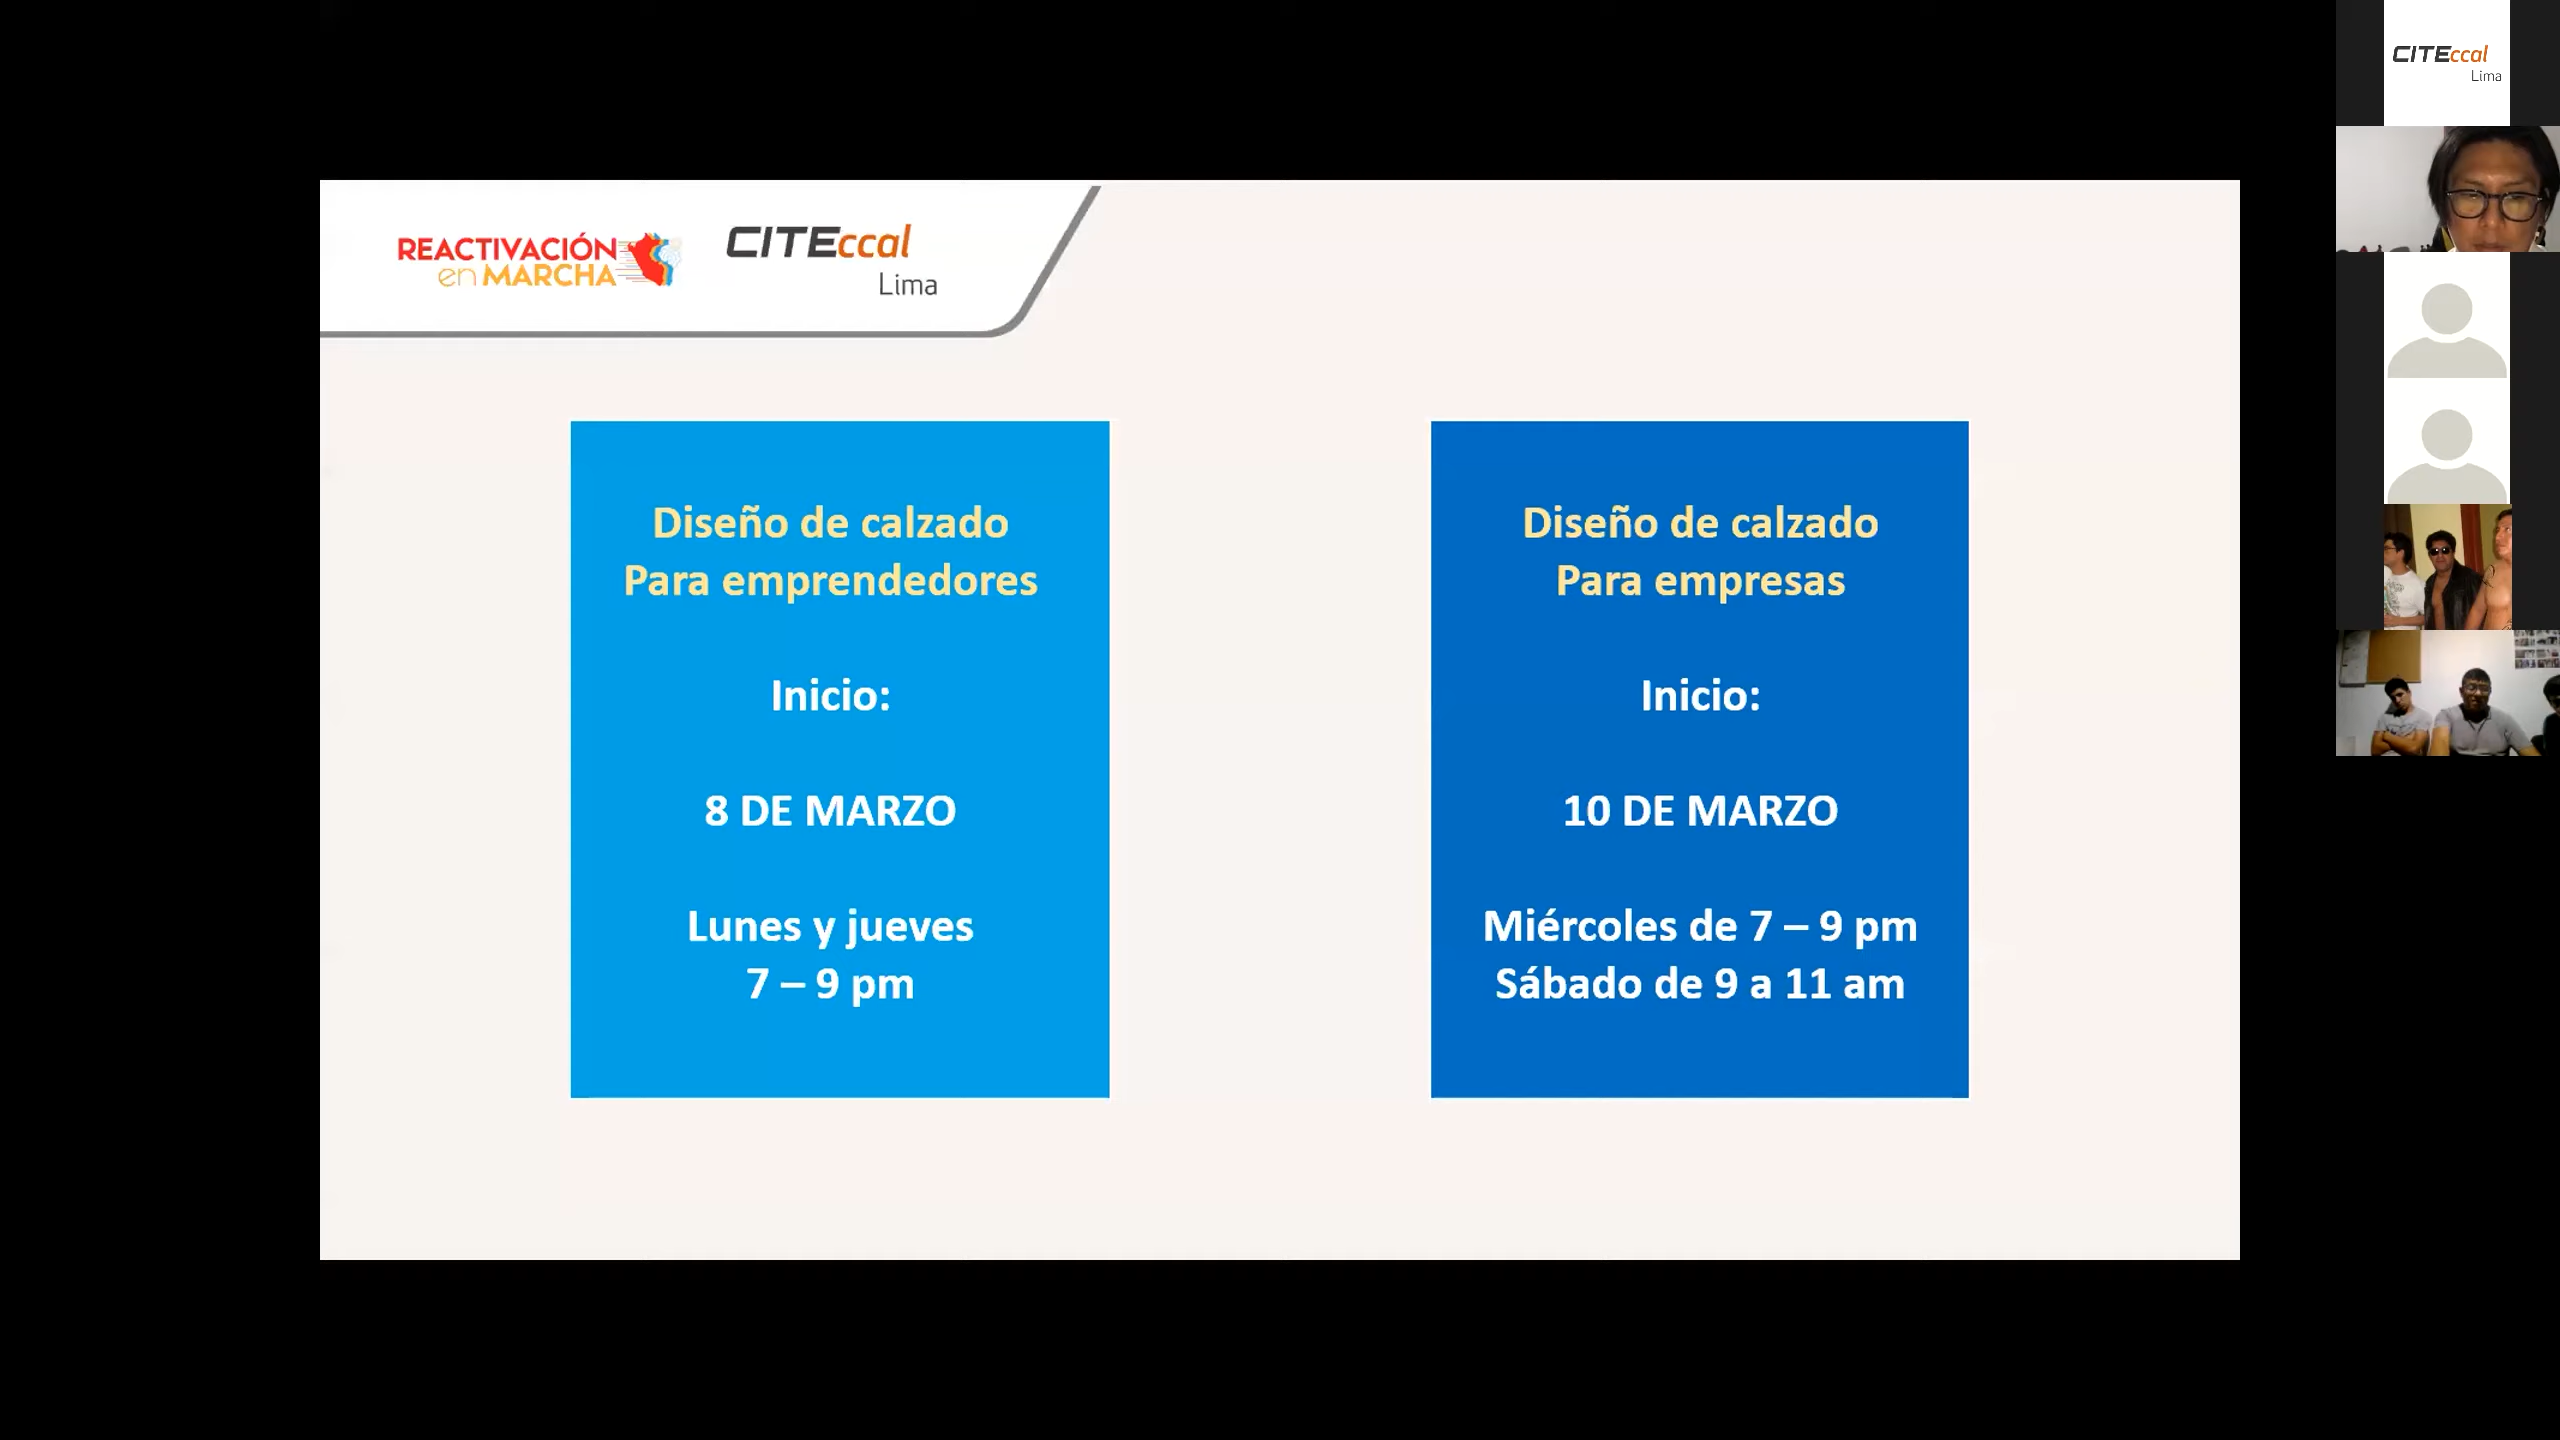 REACTIVACIÓN
en MARCHA
CITEccal
Lima
Diseño de calzado
Para emprendedores
Inicio:
8 DE MARZO
Lunes y jueves
7 – 9 pm
Diseño de calzado
Para empresas
Inicio:
10 DE MARZO
Miércoles de 7 – 9 pm
Sábado de 9 a 11 am
CITEccal
Lima